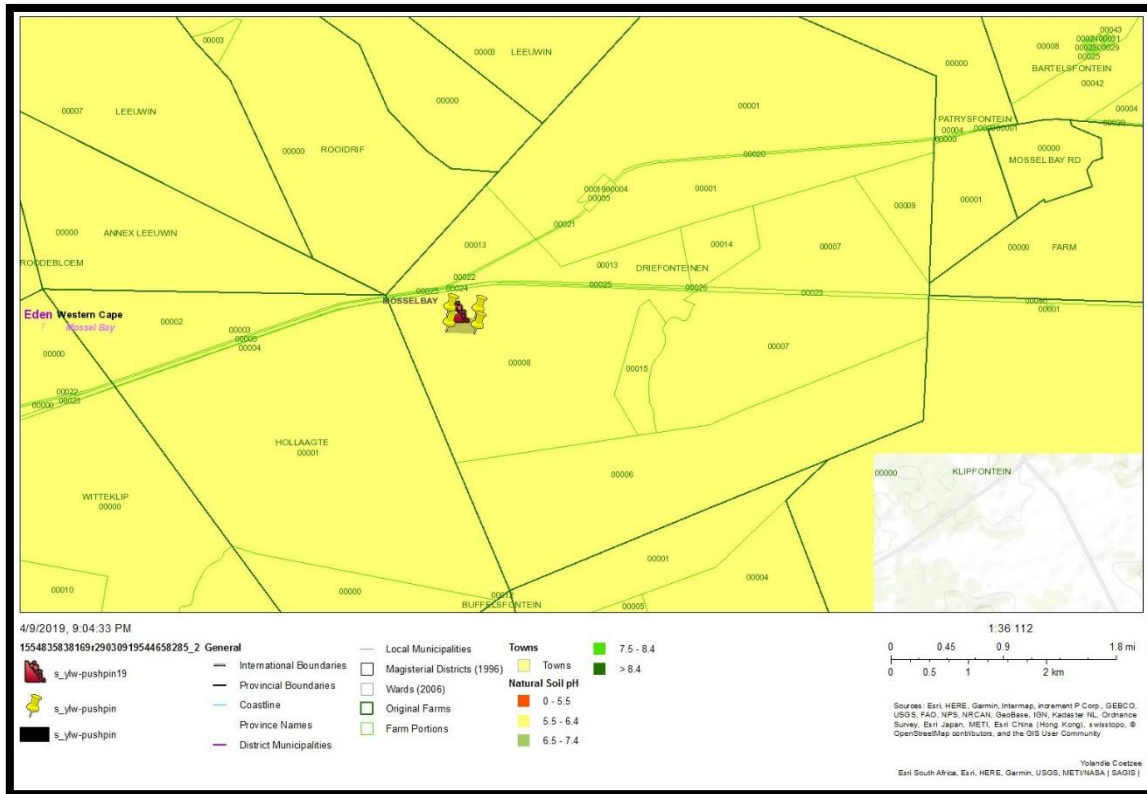 00003
00003 LEEUWIN
00007 LEEUWIN
00000
00001
00000
00008
00043
00025
BARTELSFONTEIN
00042
00004
00000 ROOIDRIF
PATRYSFONTEIN
00004
00000
00020
00000
MOSSEL BAY RD
00005
00001
00009
00001
00021
00014
00007
00000 FARM
00000 ANNEX LEEUWIN
00013
00013
DRIEFONTEINEN
ROODEBLOEM
00022
00025 00024
00025
00026
00023
MOSSELBAY
00001
Eden Western Cape
7 Mossel Bay
00002
00003
00004
00000
00008
00015
00007
00022
00000 00023
HOLLAAGTE
00001
00006
00000
KLIPFONTEIN
WITTEKLIP
00000
00001
00004
00010
00000
00012
BUFFELSFONTEIN
00005
4/9/2019, 9:04:33 PM
1:36 112
1554835838169r29030919544658285_2 General
s_ylw-pushpin19
s_ylw-pushpin
s_ylw-pushpin
International Boundaries
Provincial Boundaries
Coastline
Province Names
District Municipalities
Local Municipalities
Magisterial Districts (1996)
Wards (2006)
Original Farms
Farm Portions
Towns
Towns
Natural Soil pH
0 - 5.5
5.5 - 6.4
6.5 - 7.4
7.5 - 8.4
> 8.4
0 0.45 0.9 1.8 mi
0 0.5 1 2 km
Sources: Esri, HERE, Garmin, Intermap, increment P Corp., GEBCO,
USGS, FAO, NPS, NRCAN, GeoBase, IGN, Kadaster NL, Ordnance
Survey, Esri Japan, METI, Esri China (Hong Kong), swisstopo, ©
OpenStreetMap contributors, and the GIS User Community
Yolandie Coetzee
Esri South Africa, Esri, HERE, Garmin, USGS, METI/NASA | SAGIS |